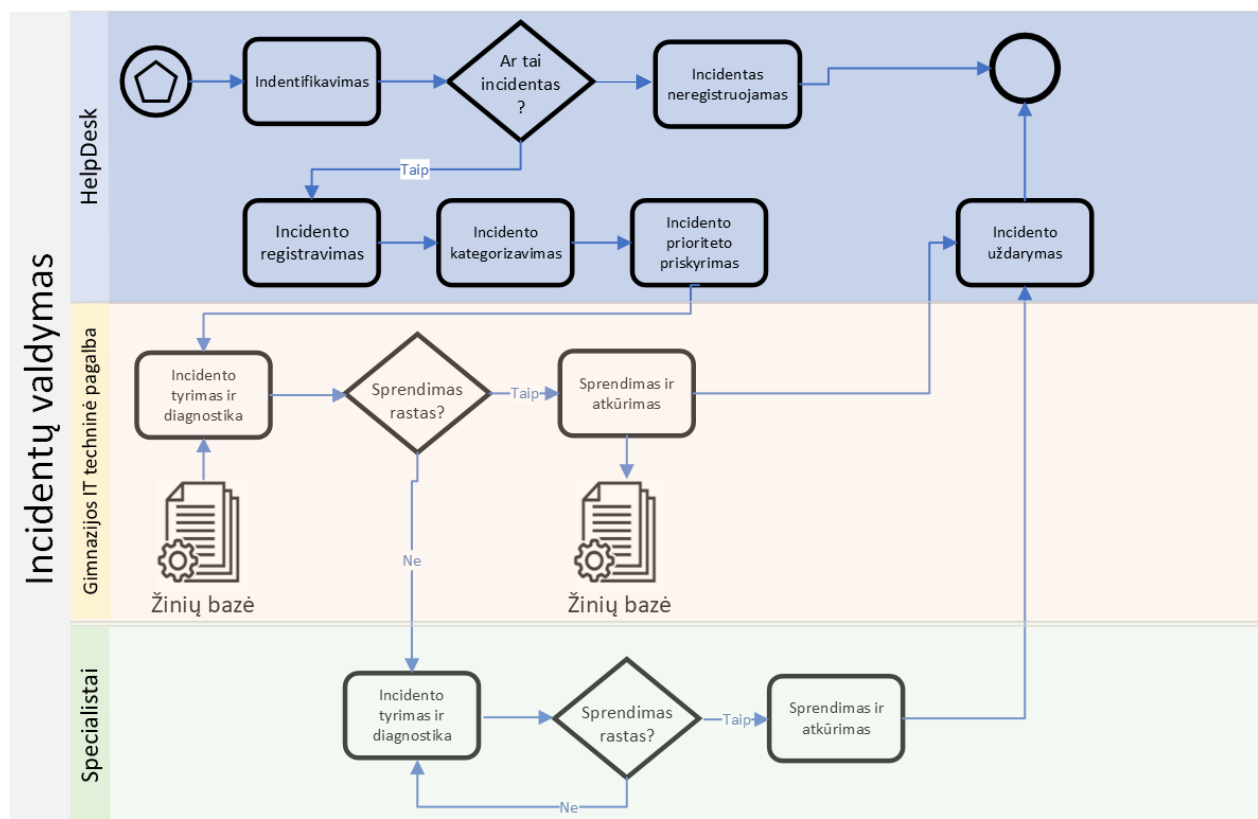 Incidentų valdymas
HelpDesk
Indentifikavimas
Ar tai
incidentas
?
Incidentas
neregistruojamas
Taip
Incidento
registravimas
Incidento
kategorizavimas
Incidento
prioriteto
priskyrimas
Incidento
uždarymas
Gimnazijos IT techninė pagalba
Incidento
tyrimas ir
diagnostika
Sprendimas
rastas?
Taip
Sprendimas ir
atkūrimas
Ne
Žinių bazė
Žinių bazė
Specialistai
Incidento
tyrimas ir
diagnostika
Sprendimas
rastas?
Taip
Sprendimas ir
atkūrimas
Ne